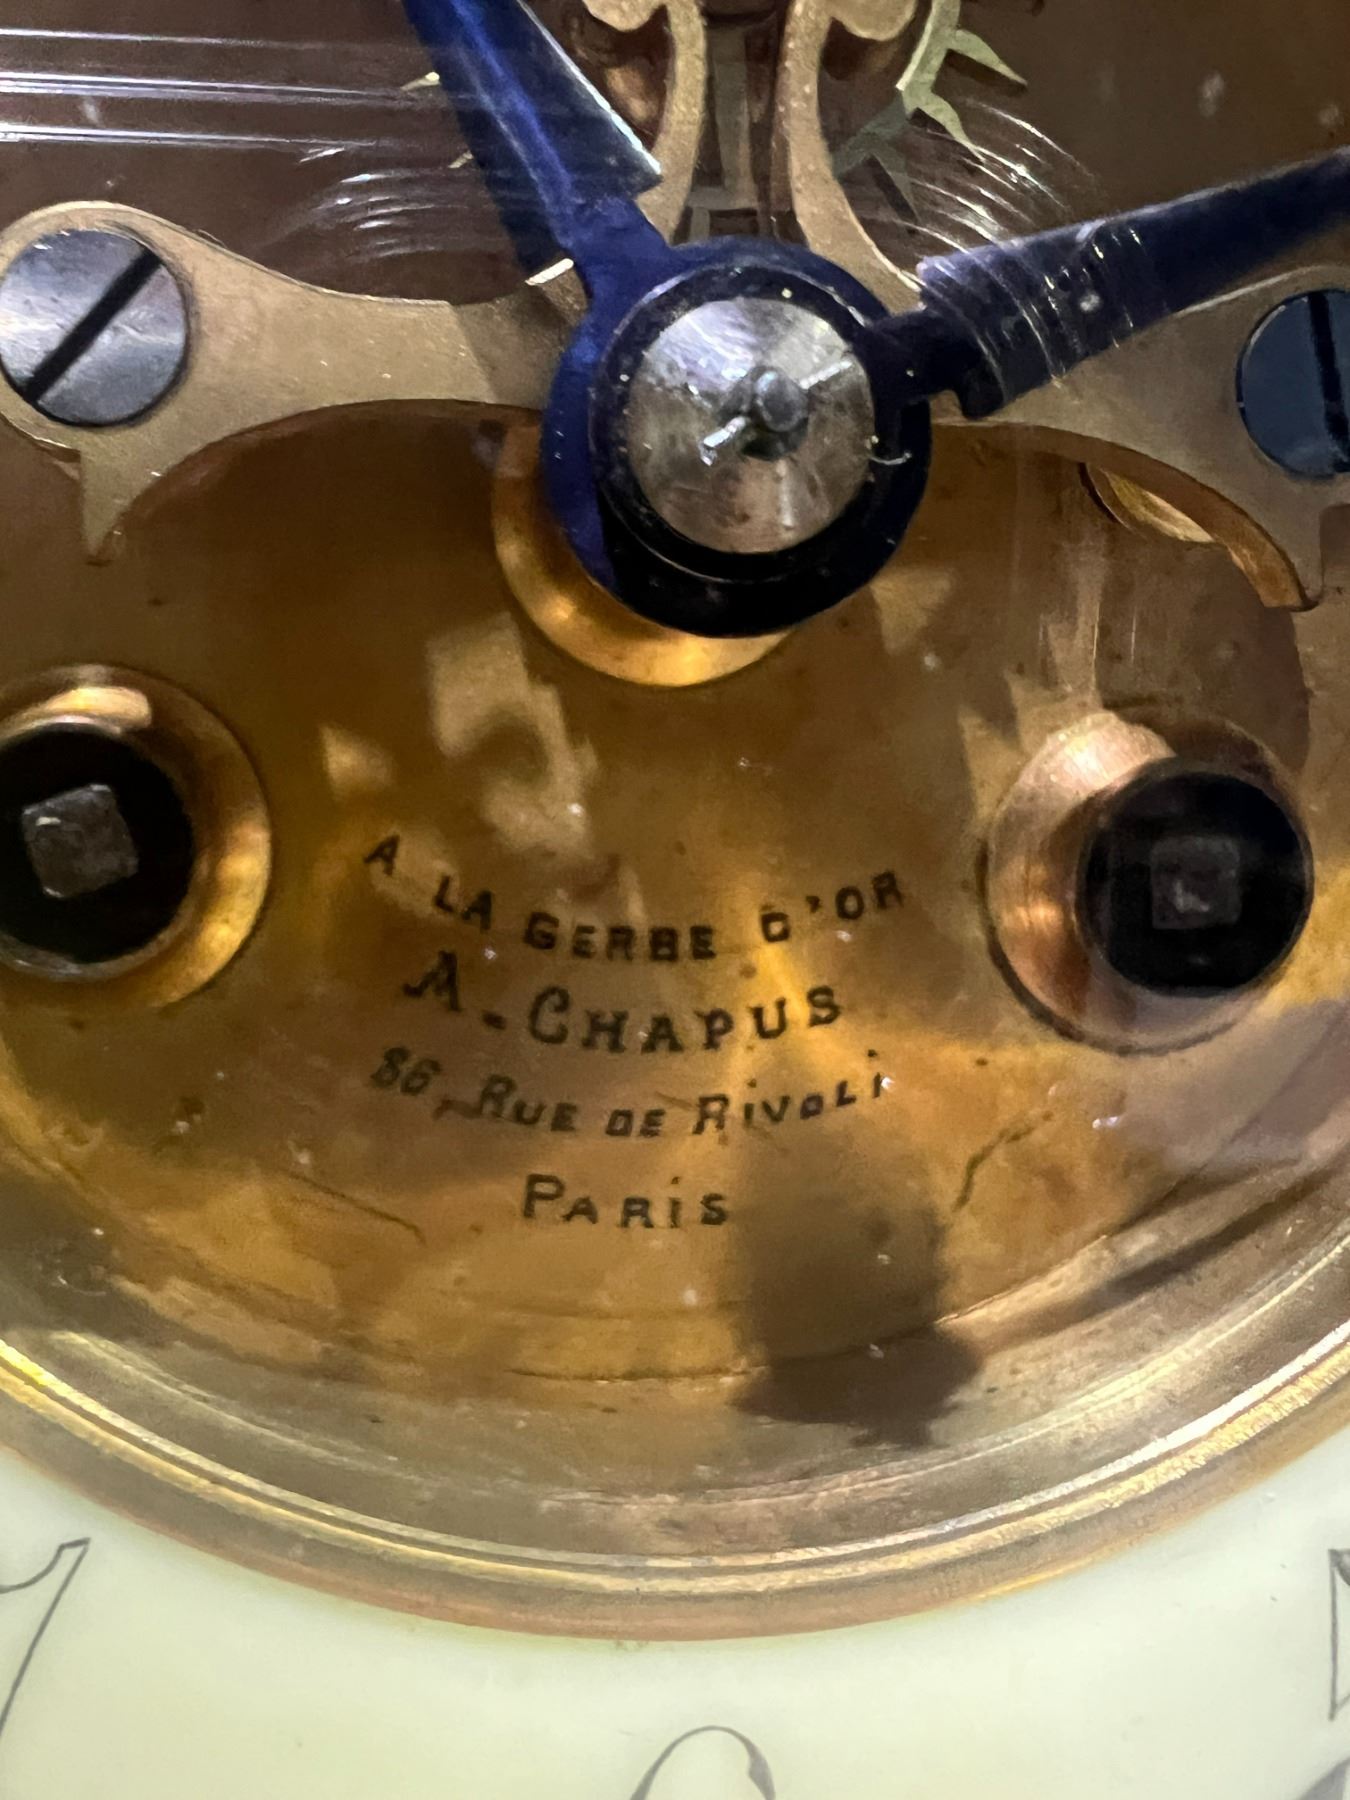 A LA GERBE D'OR
A. CHAPUS
86, RUE DE RIVOLI
PARIS